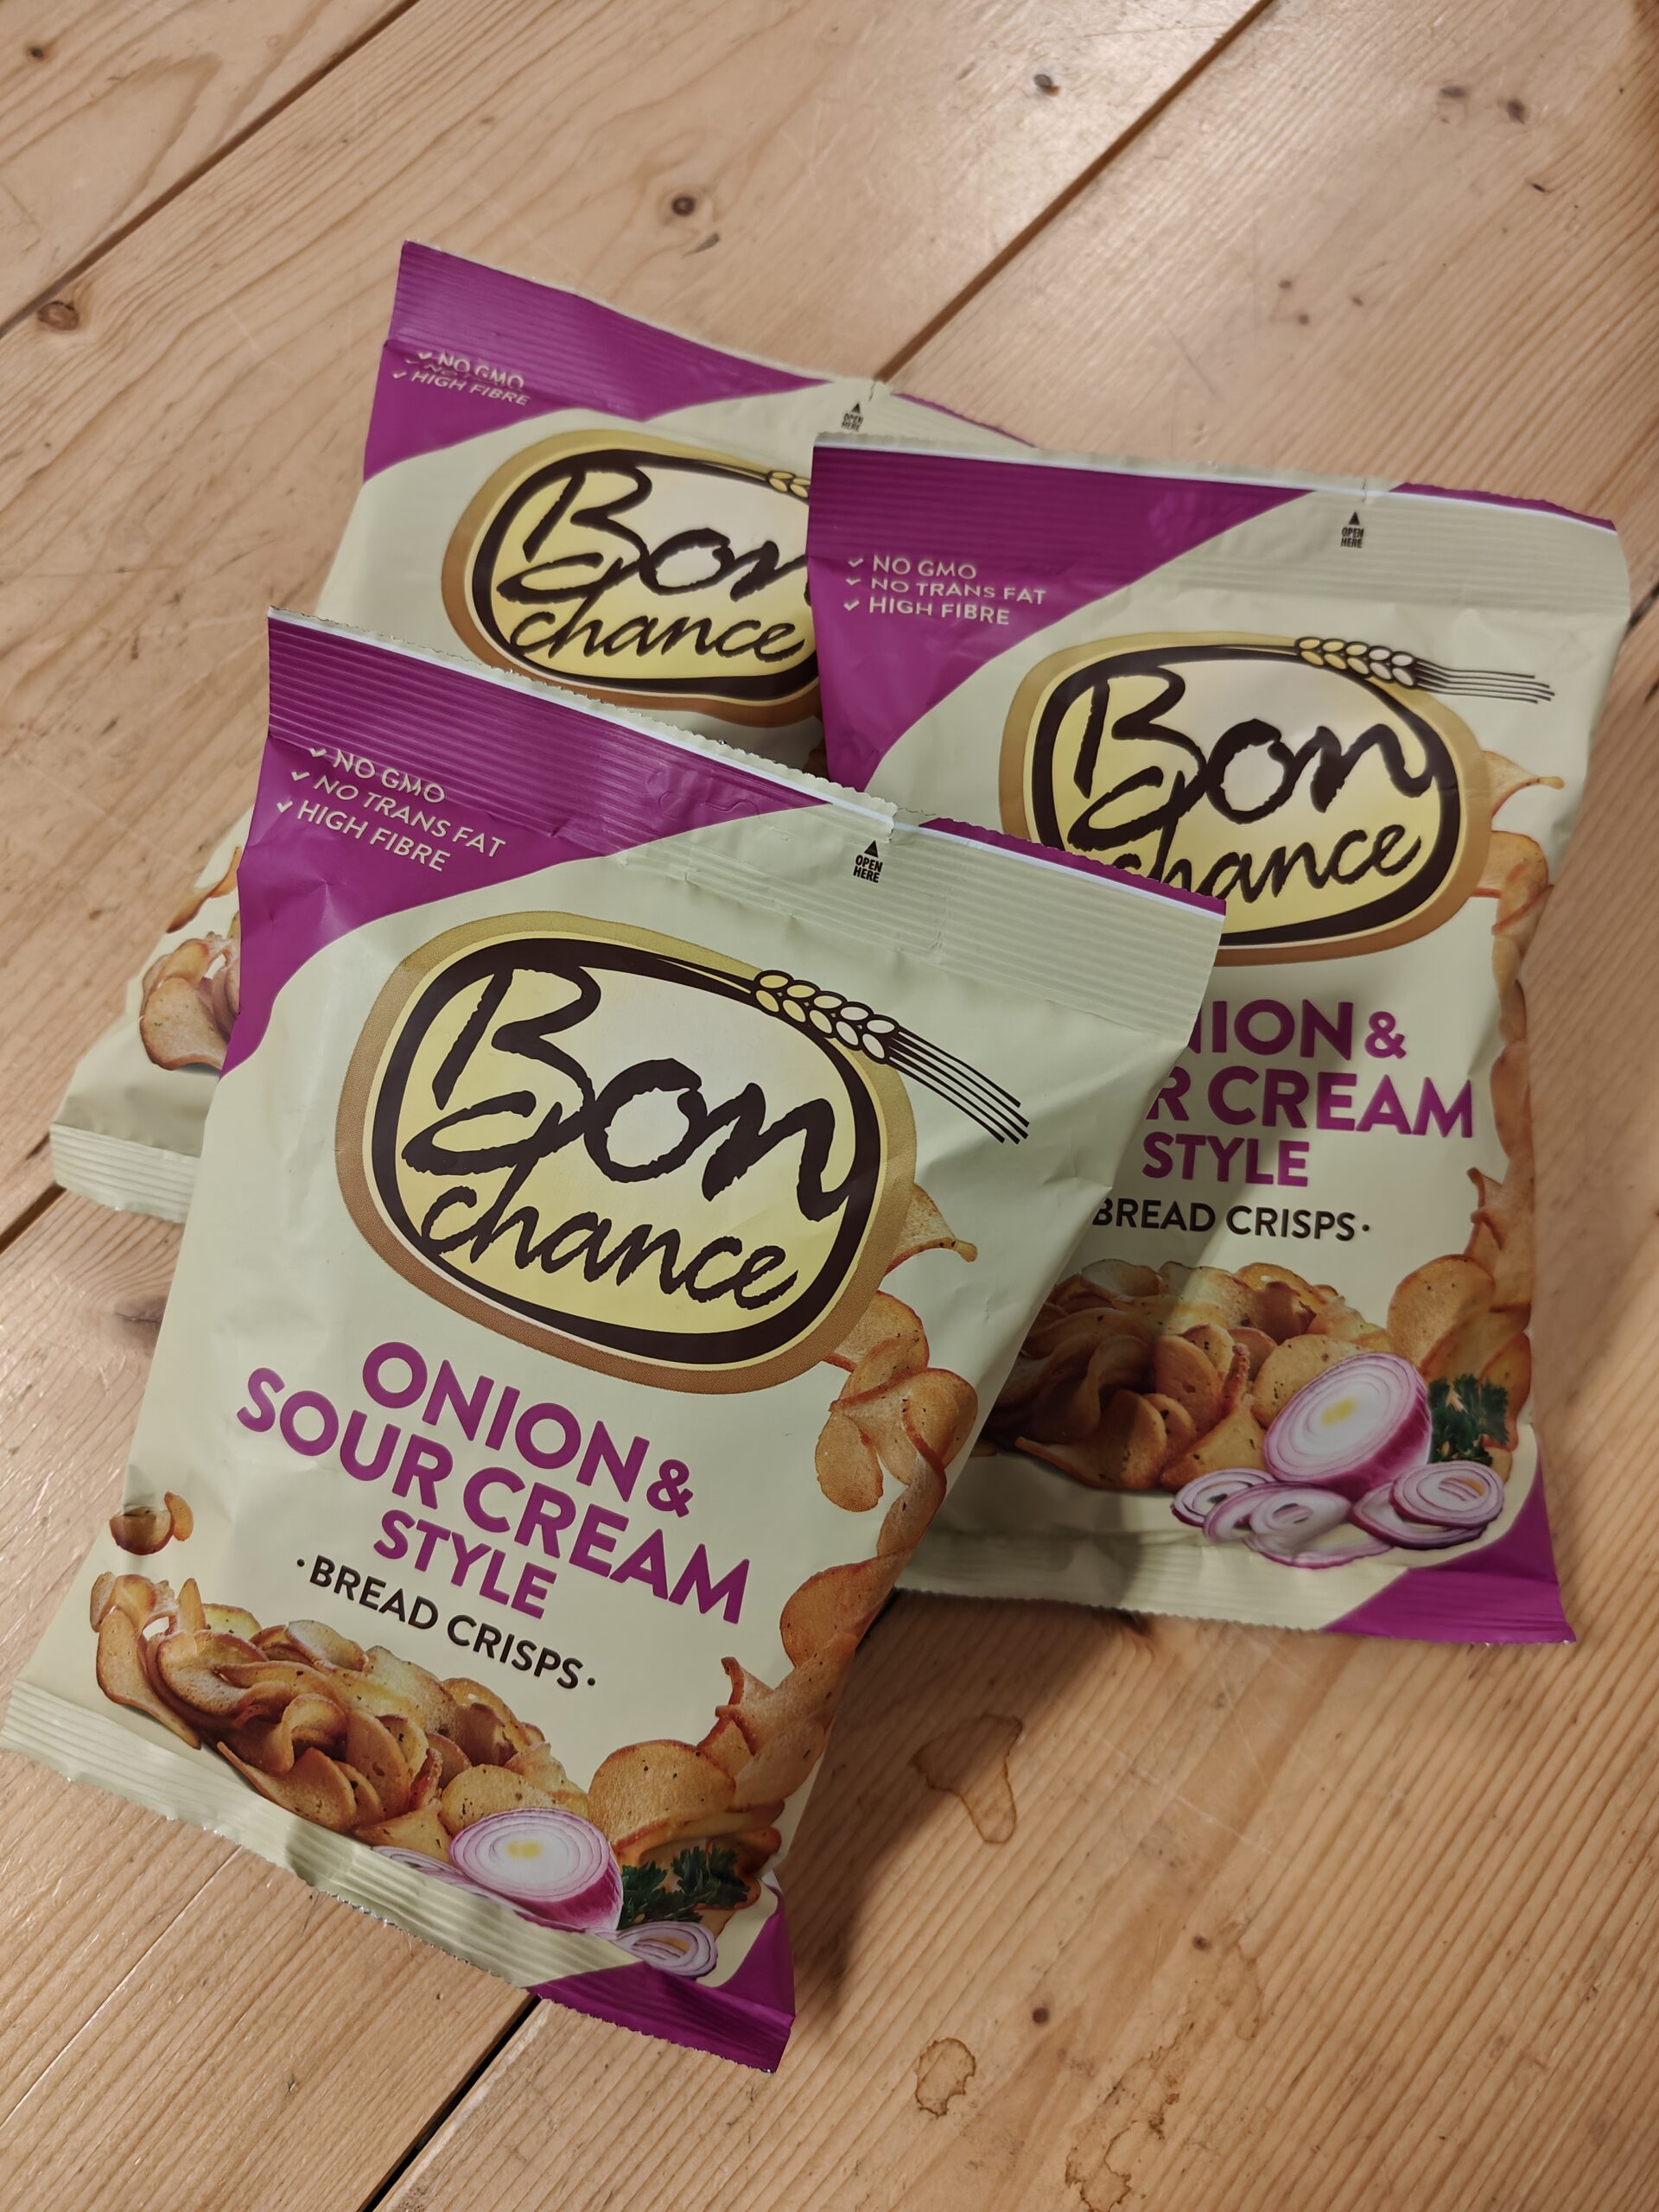 NO GMO
HIGH FIBRE
OPEN
HERE
Bon
chance
NO GMO
NO TRANS FAT
HIGH FIBRE
OPEN
HERE
Bon
chance
ONION &
SOUR CREAM
STYLE
• BREAD CRISPS •
NO GMO
NO TRANS FAT
HIGH FIBRE
OPEN
HERE
Bon
chance
&
CREAM
STYLE
BREAD CRISPS •